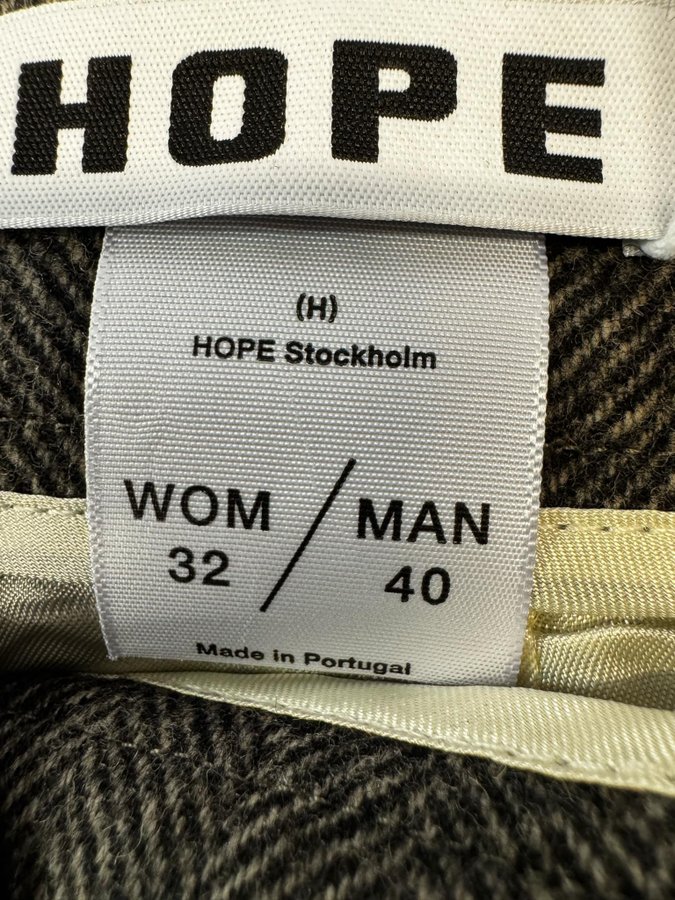 HOPE
(H)
HOPE Stockholm
WOM / MAN
32 40
Made in Portugal